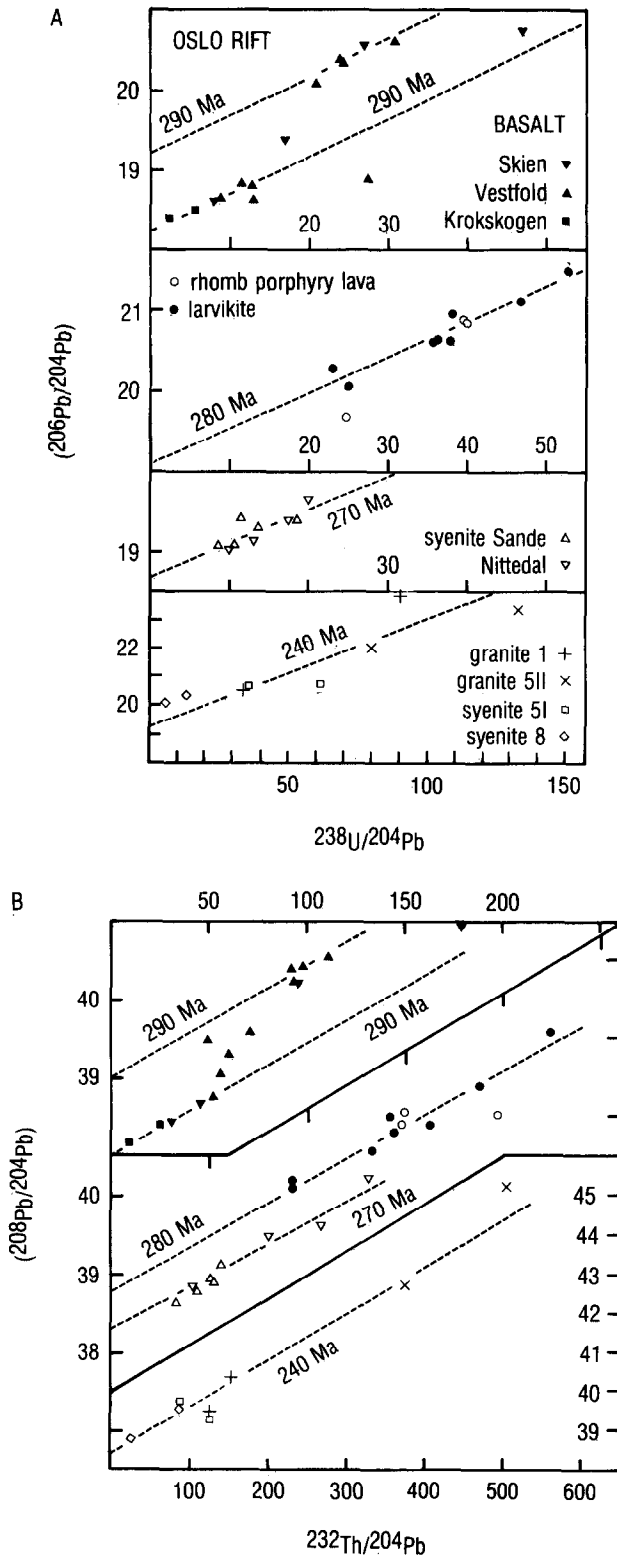 A
OSLO RIFT
20
290 Ma
290 Ma
BASALT
19
Skien
18
Vestfold
20
30
Krokskogen
rhomb porphyry lava
larvikite
21
20
280 Ma
20
30
40
50
(206Pb/204Pb)
270 Ma
19
syenite Sande
30
Nittedal
240 Ma
22
granite 1
20
granite 5II
syenite 5I
syenite 8
50
100
150
238U/204Pb
B
50
100
150
200
40
290 Ma
39
290 Ma
(208Pb/204Pb)
40
45
280 Ma
270 Ma
44
39
43
42
38
240 Ma
41
40
39
100
200
300
400
500
600
232Th/204Pb